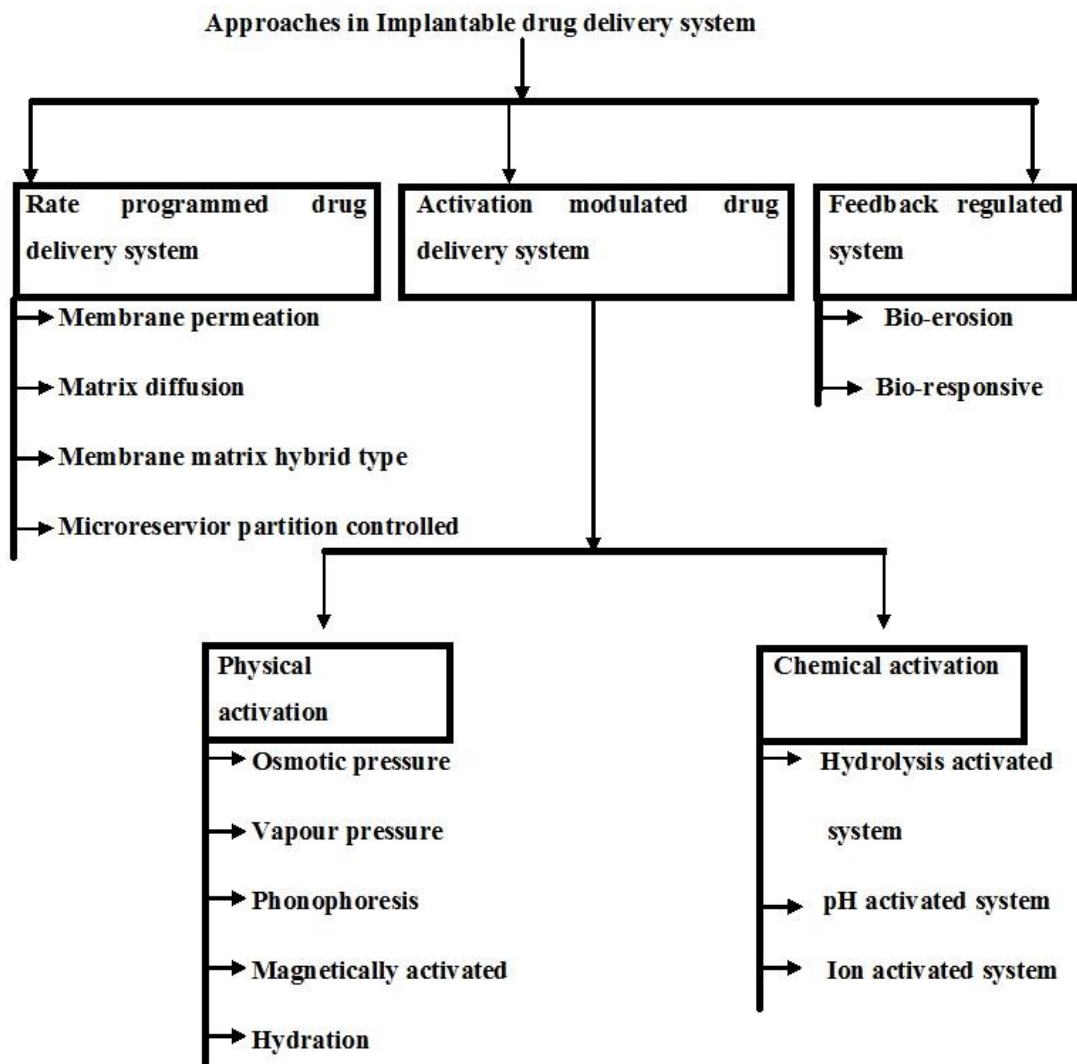 Approaches in Implantable drug delivery system
Rate programmed drug
delivery system
Activation modulated drug
delivery system
Feedback regulated
system
Membrane permeation
Matrix diffusion
Membrane matrix hybrid type
Microreservior partition controlled
Bio-erosion
Bio-responsive
Physical
activation
Osmotic pressure
Vapour pressure
Phonophoresis
Magnetically activated
Hydration
Chemical activation
Hydrolysis activated
system
pH activated system
Ion activated system